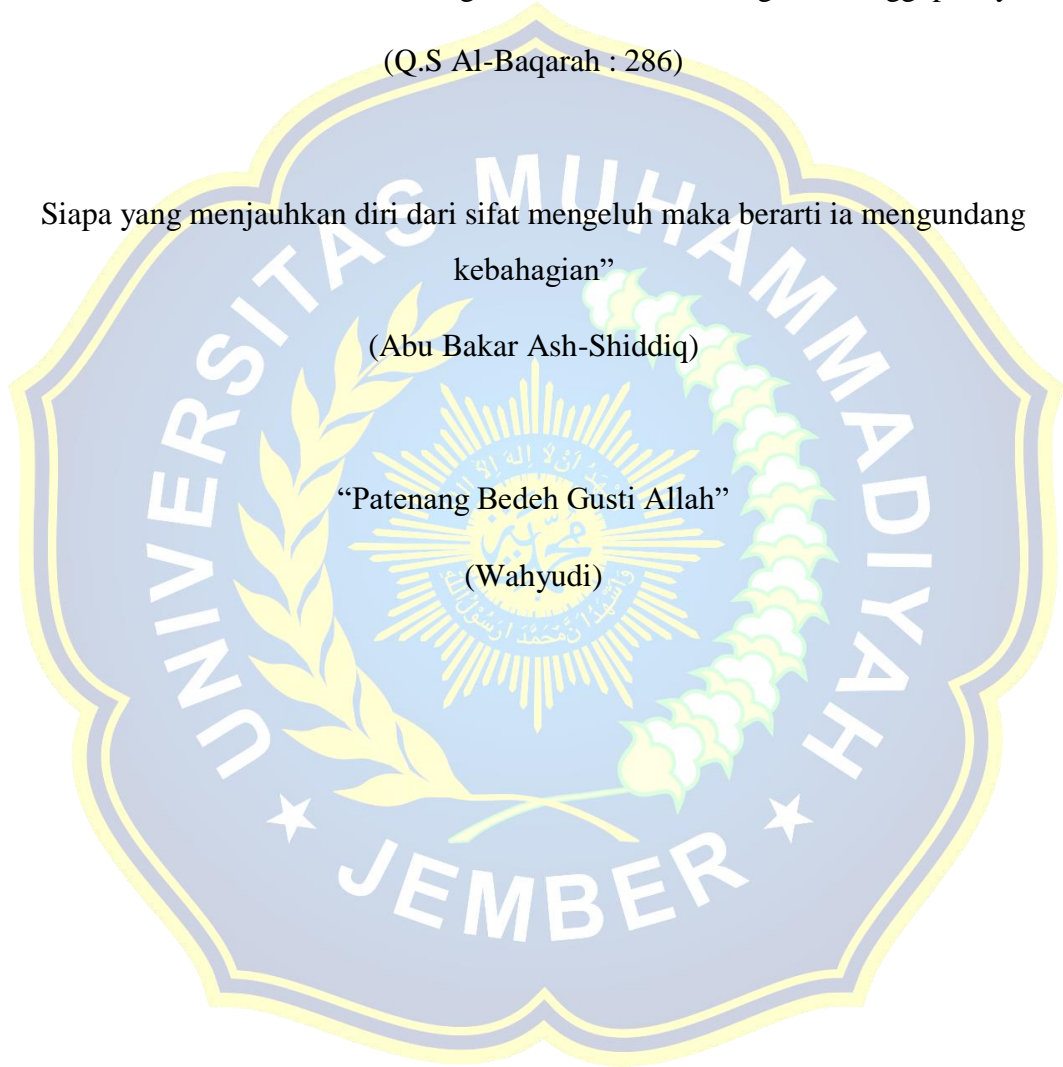 (Q.S Al-Baqarah : 286)
Siapa yang menjauhkan diri dari sifat mengeluh maka berarti ia mengundang
kebahagian”
(Abu Bakar Ash-Shiddiq)
“Patenang Bedeh Gusti Allah”
(Wahyudi)
UNIVERSITAS MUHAMMADIYAH
JEMBER
محمد